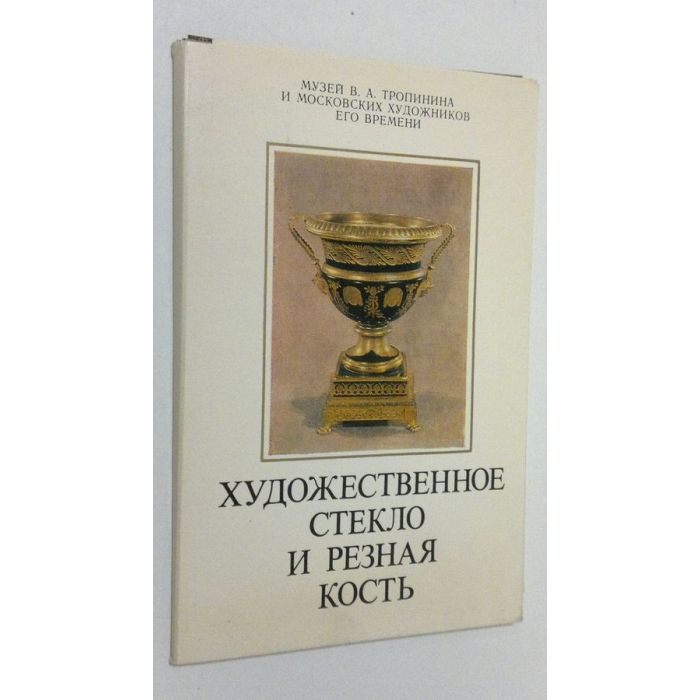 МУЗЕЙ В. А. ТРОПИНИНА
И МОСКОВСКИХ ХУДОЖНИКОВ
ЕГО ВРЕМЕНИ
ХУДОЖЕСТВЕННОЕ
СТЕКЛО
И РЕЗНАЯ
КОСТЬ